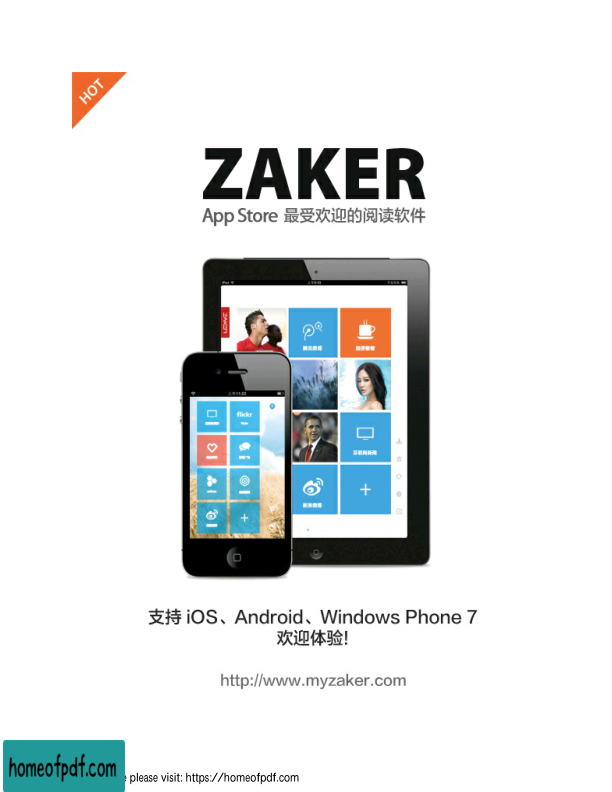 HOT
ZAKER
App Store 最受欢迎的阅读软件
flickr
支持 iOS、Android、Windows Phone 7
欢迎体验!
http://www.myzaker.com
homeofpdf.com
please visit: https://homeofpdf.com